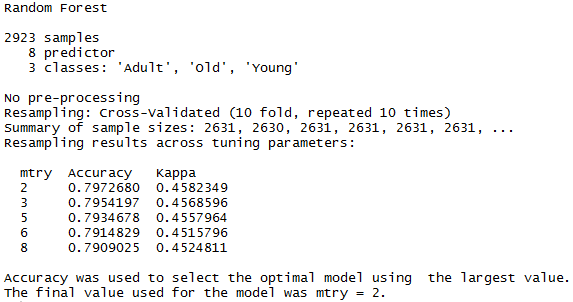 Random Forest
2923 samples
8 predictor
3 classes: 'Adult', 'Old', 'Young'
No pre-processing
Resampling: Cross-Validated (10 fold, repeated 10 times)
Summary of sample sizes: 2631, 2630, 2631, 2631, 2631, 2631, ...
Resampling results across tuning parameters:
mtry Accuracy Kappa
2 0.7972680 0.4582349
3 0.7954197 0.4568596
5 0.7934678 0.4557964
6 0.7914829 0.4515796
8 0.7909025 0.4524811
Accuracy was used to select the optimal model using the largest value.
The final value used for the model was mtry = 2.